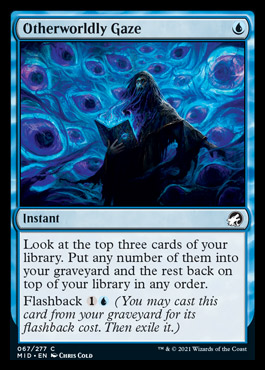 Otherworldly Gaze
Instant
Look at the top three cards of your
library. Put any number of them into
your graveyard and the rest back on
top of your library in any order.
Flashback 1 (You may cast this
card from your graveyard for its
flashback cost. Then exile it.)
067/277 C
MID • EN Chris Cold
™ & © 2021 Wizards of the Coast